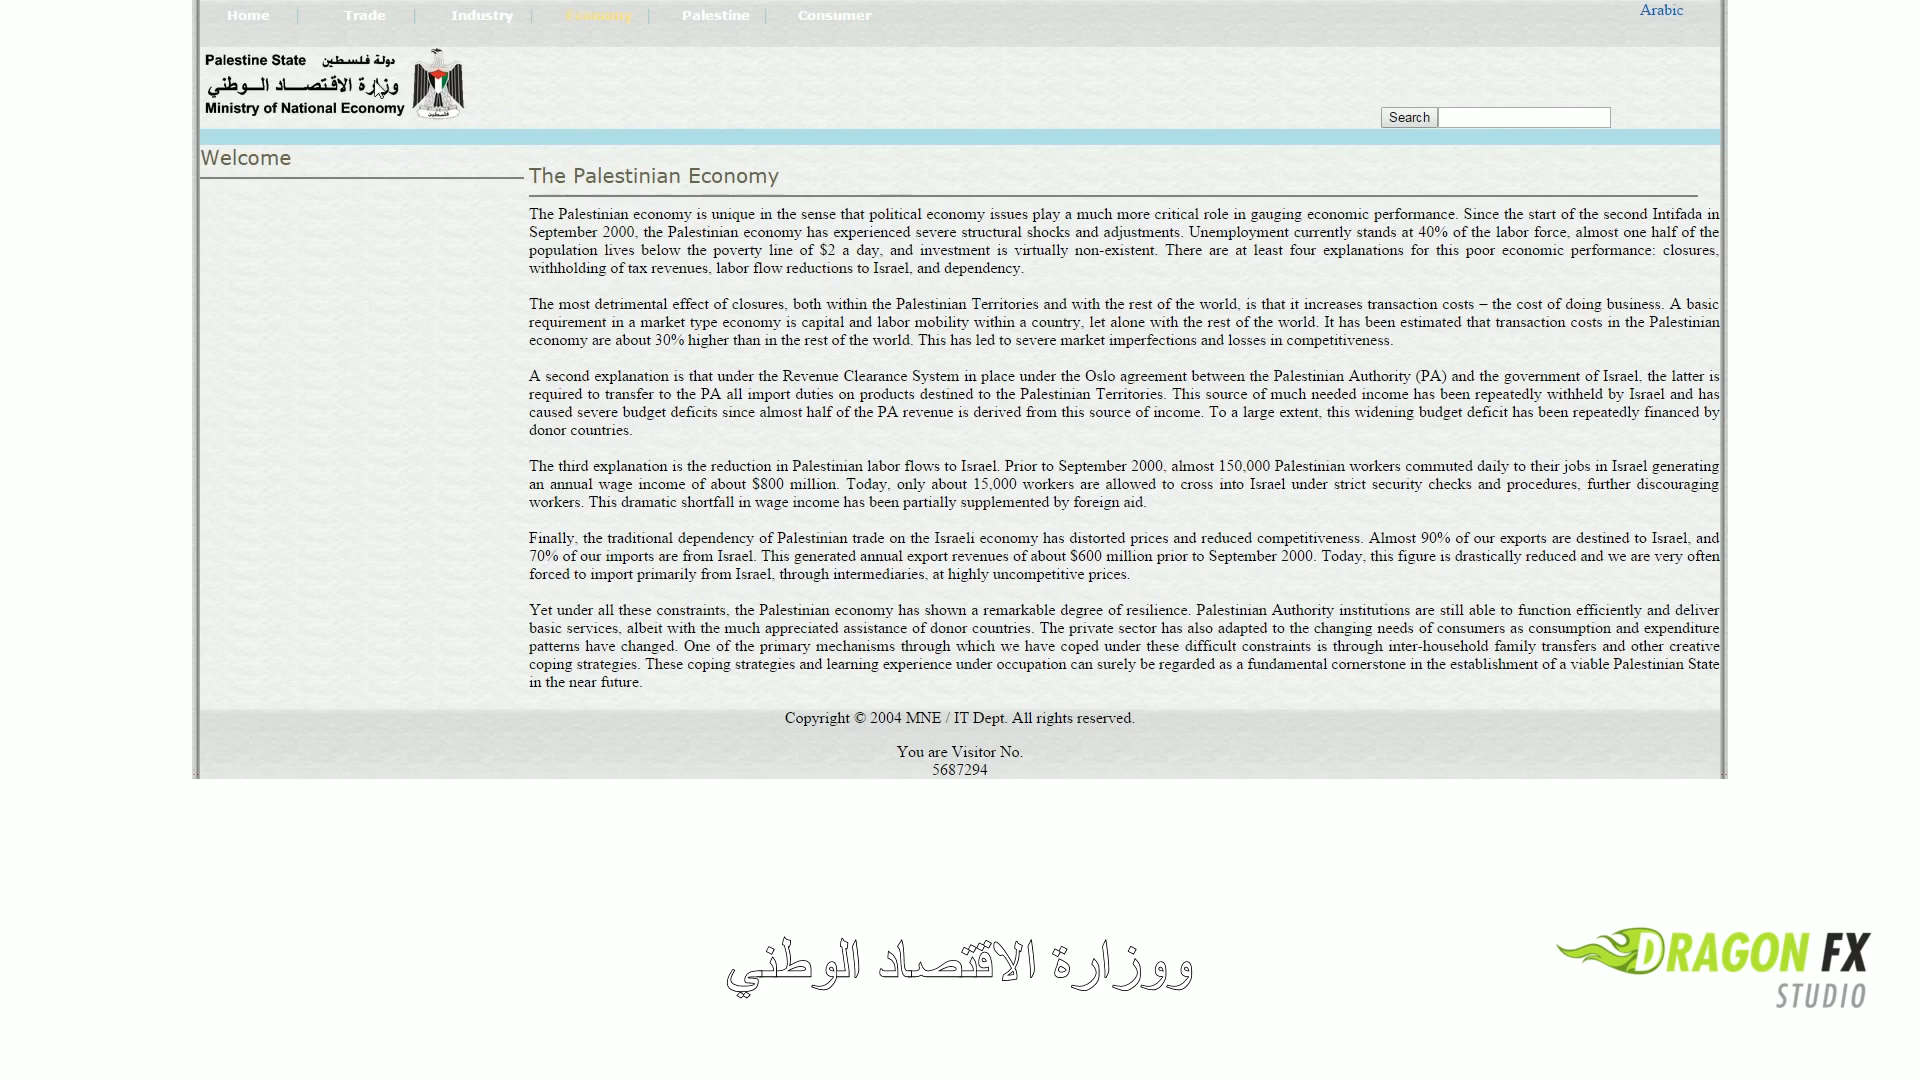 Home | Trade | Industry | Economy | Palestine | Consumer
Arabic
Palestine State دولة فلسطين
وزارة الاقتصاد الوطني
Ministry of National Economy
فلسطين
Search
Welcome
The Palestinian Economy
The Palestinian economy is unique in the sense that political economy issues play a much more critical role in gauging economic performance. Since the start of the second Intifada in
September 2000, the Palestinian economy has experienced severe structural shocks and adjustments. Unemployment currently stands at 40% of the labor force, almost one half of the
population lives below the poverty line of $2 a day, and investment is virtually non-existent. There are at least four explanations for this poor economic performance: closures,
withholding of tax revenues, labor flow reductions to Israel, and dependency.
The most detrimental effect of closures, both within the Palestinian Territories and with the rest of the world, is that it increases transaction costs – the cost of doing business. A basic
requirement in a market type economy is capital and labor mobility within a country, let alone with the rest of the world. It has been estimated that transaction costs in the Palestinian
economy are about 30% higher than in the rest of the world. This has led to severe market imperfections and losses in competitiveness.
A second explanation is that under the Revenue Clearance System in place under the Oslo agreement between the Palestinian Authority (PA) and the government of Israel, the latter is
required to transfer to the PA all import duties on products destined to the Palestinian Territories. This source of much needed income has been repeatedly withheld by Israel and has
caused severe budget deficits since almost half of the PA revenue is derived from this source of income. To a large extent, this widening budget deficit has been repeatedly financed by
donor countries.
The third explanation is the reduction in Palestinian labor flows to Israel. Prior to September 2000, almost 150,000 Palestinian workers commuted daily to their jobs in Israel generating
an annual wage income of about $800 million. Today, only about 15,000 workers are allowed to cross into Israel under strict security checks and procedures, further discouraging
workers. This dramatic shortfall in wage income has been partially supplemented by foreign aid.
Finally, the traditional dependency of Palestinian trade on the Israeli economy has distorted prices and reduced competitiveness. Almost 90% of our exports are destined to Israel, and
70% of our imports are from Israel. This generated annual export revenues of about $600 million prior to September 2000. Today, this figure is drastically reduced and we are very often
forced to import primarily from Israel, through intermediaries, at highly uncompetitive prices.
Yet under all these constraints, the Palestinian economy has shown a remarkable degree of resilience. Palestinian Authority institutions are still able to function efficiently and deliver
basic services, albeit with the much appreciated assistance of donor countries. The private sector has also adapted to the changing needs of consumers as consumption and expenditure
patterns have changed. One of the primary mechanisms through which we have coped under these difficult constraints is through inter-household family transfers and other creative
coping strategies. These coping strategies and learning experience under occupation can surely be regarded as a fundamental cornerstone in the establishment of a viable Palestinian State
in the near future.
Copyright © 2004 MNE / IT Dept. All rights reserved.
You are Visitor No.
5687294
ووزارة الاقتصاد الوطني
DRAGON FX
STUDIO